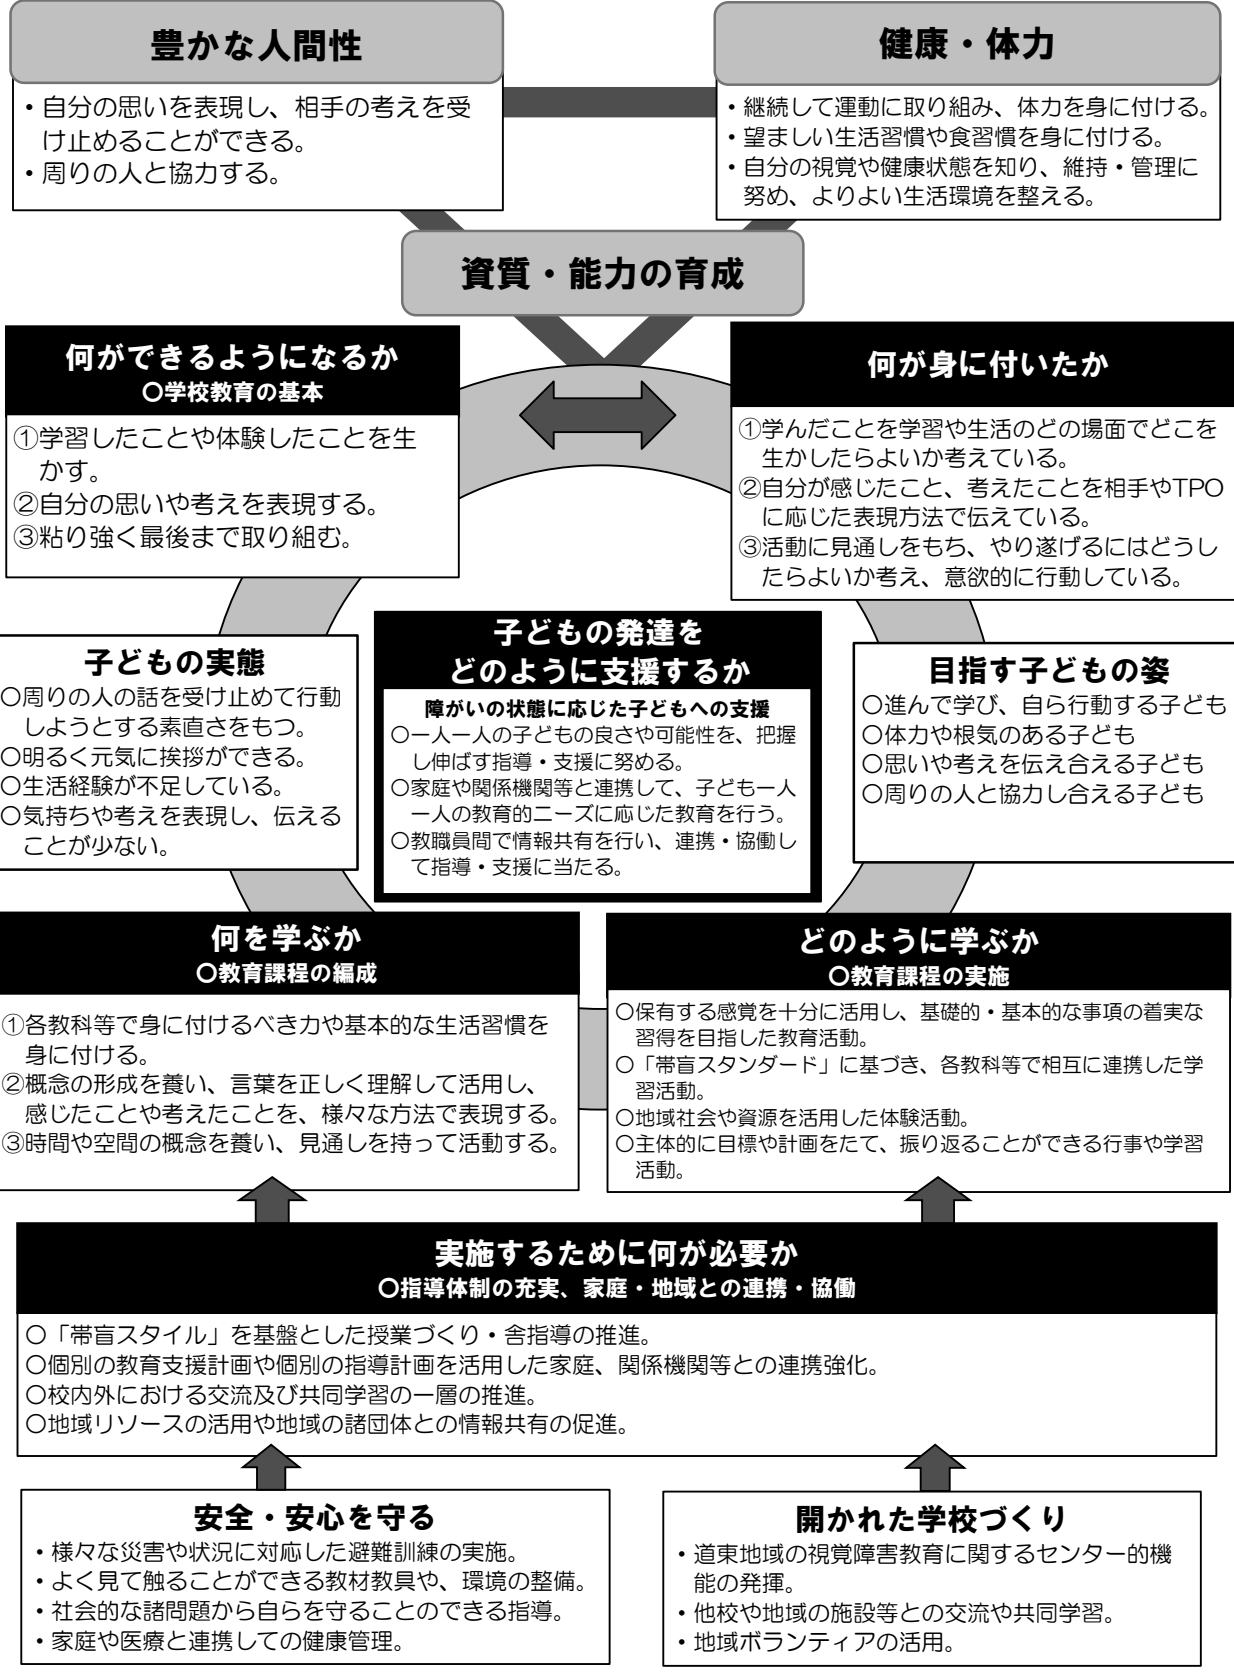 豊かな人間性
・自分の思いを表現し、相手の考えを受
け止めることができる。
・周りの人と協力する。
健康・体力
・継続して運動に取り組み、体力を身に付ける。
・望ましい生活習慣や食習慣を身に付ける。
・自分の視覚や健康状態を知り、維持・管理に
努め、よりよい生活環境を整える。
資質・能力の育成
何ができるようになるか
〇学校教育の基本
①学習したことや体験したことを生
かす。
②自分の思いや考えを表現する。
③粘り強く最後まで取り組む。
何が身に付いたか
①学んだことを学習や生活のどの場面でどこを
生かしたらよいか考えている。
②自分が感じたこと、考えたことを相手やTPO
に応じた表現方法で伝えている。
③活動に見通しをもち、やり遂げるにはどうし
たらよいか考え、意欲的に行動している。
子どもの実態
〇周りの人の話を受け止めて行動
しようとする素直さをもつ。
〇明るく元気に挨拶ができる。
〇生活経験が不足している。
〇気持ちや考えを表現し、伝える
ことが少ない。
子どもの発達を
どのように支援するか
障がいの状態に応じた子どもへの支援
〇一人一人の子どもの良さや可能性を、把握
し伸ばす指導・支援に努める。
〇家庭や関係機関等と連携して、子ども一人
一人の教育的ニーズに応じた教育を行う。
〇教職員間で情報共有を行い、連携・協働し
て指導・支援に当たる。
目指す子どもの姿
〇進んで学び、自ら行動する子ども
〇体力や根気のある子ども
〇思いや考えを伝え合える子ども
〇周りの人と協力し合える子ども
何を学ぶか
〇教育課程の編成
①各教科等で身に付けるべき力や基本的な生活習慣を
身に付ける。
②概念の形成を養い、言葉を正しく理解して活用し、
感じたことや考えたことを、様々な方法で表現する。
③時間や空間の概念を養い、見通しを持って活動する。
どのように学ぶか
〇教育課程の実施
〇保有する感覚を十分に活用し、基礎的・基本的な事項の着実な
習得を目指した教育活動。
〇「帯盲スタンダード」に基づき、各教科等で相互に連携した学
習活動。
〇地域社会や資源を活用した体験活動。
〇主体的に目標や計画をたて、振り返ることができる行事や学習
活動。
実施するために何が必要か
〇指導体制の充実、家庭・地域との連携・協働
〇「帯盲スタイル」を基盤とした授業づくり・舎指導の推進。
〇個別の教育支援計画や個別の指導計画を活用した家庭、関係機関等との連携強化。
〇校内外における交流及び共同学習の一層の推進。
〇地域リソースの活用や地域の諸団体との情報共有の促進。
安全・安心を守る
・様々な災害や状況に対応した避難訓練の実施。
・よく見て触ることができる教材教具や、環境の整備。
・社会的な諸問題から自らを守ることのできる指導。
・家庭や医療と連携しての健康管理。
開かれた学校づくり
・道東地域の視覚障害教育に関するセンター的機
能の発揮。
・他校や地域の施設等との交流や共同学習。
・地域ボランティアの活用。